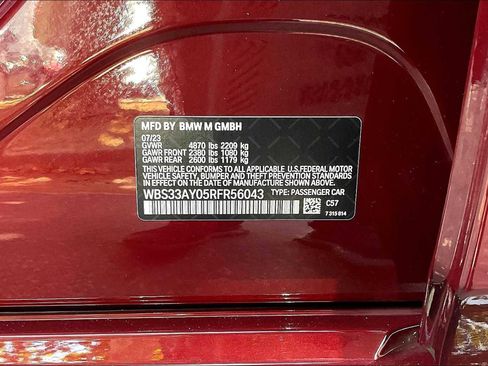 MFD BY BMW M GMBH
07/23
GVWR 4870 lbs 2209 kg
GAWR FRONT 2380 lbs 1080 kg
GAWR REAR 2600 lbs 1179 kg
THIS VEHICLE CONFORMS TO ALL APPLICABLE U.S.FEDERAL MOTOR
VEHICLE SAFETY, BUMPER AND THEFT PREVENTION STANDARDS IN
EFFECT ON THE DATE OF MANUFACTURE SHOWN ABOVE.
WBS33AY05RFR56043 TYPE: PASSENGER CAR
C57
7 315 814